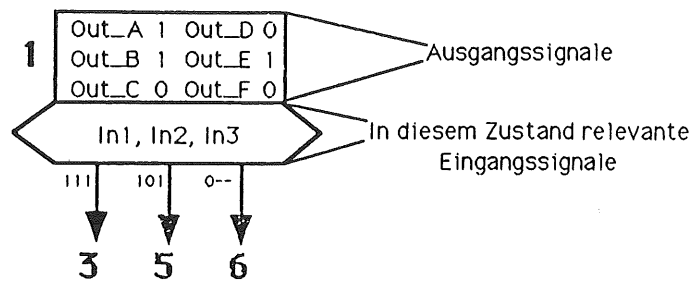 1
Out_A 1 Out_D 0
Out_B 1 Out_E 1
Out_C 0 Out_F 0
Ausgangssignale
In1, In2, In3
In diesem Zustand relevante
Eingangssignale
111 101 0--
3 5 6